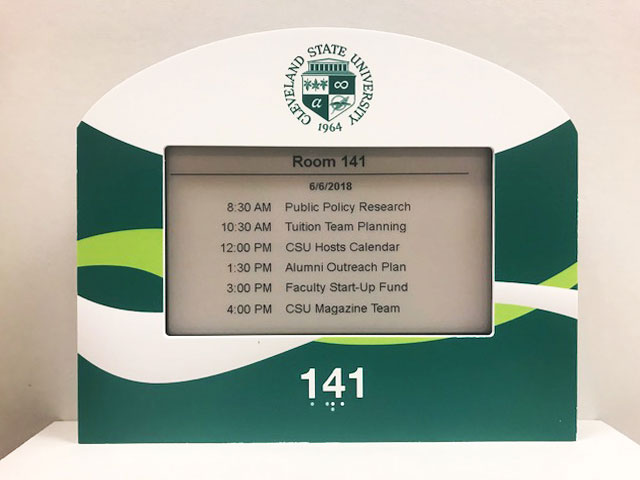 CLEVELAND STATE UNIVERSITY
1964
Room 141
6/6/2018
8:30 AM Public Policy Research
10:30 AM Tuition Team Planning
12:00 PM CSU Hosts Calendar
1:30 PM Alumni Outreach Plan
3:00 PM Faculty Start-Up Fund
4:00 PM CSU Magazine Team
141